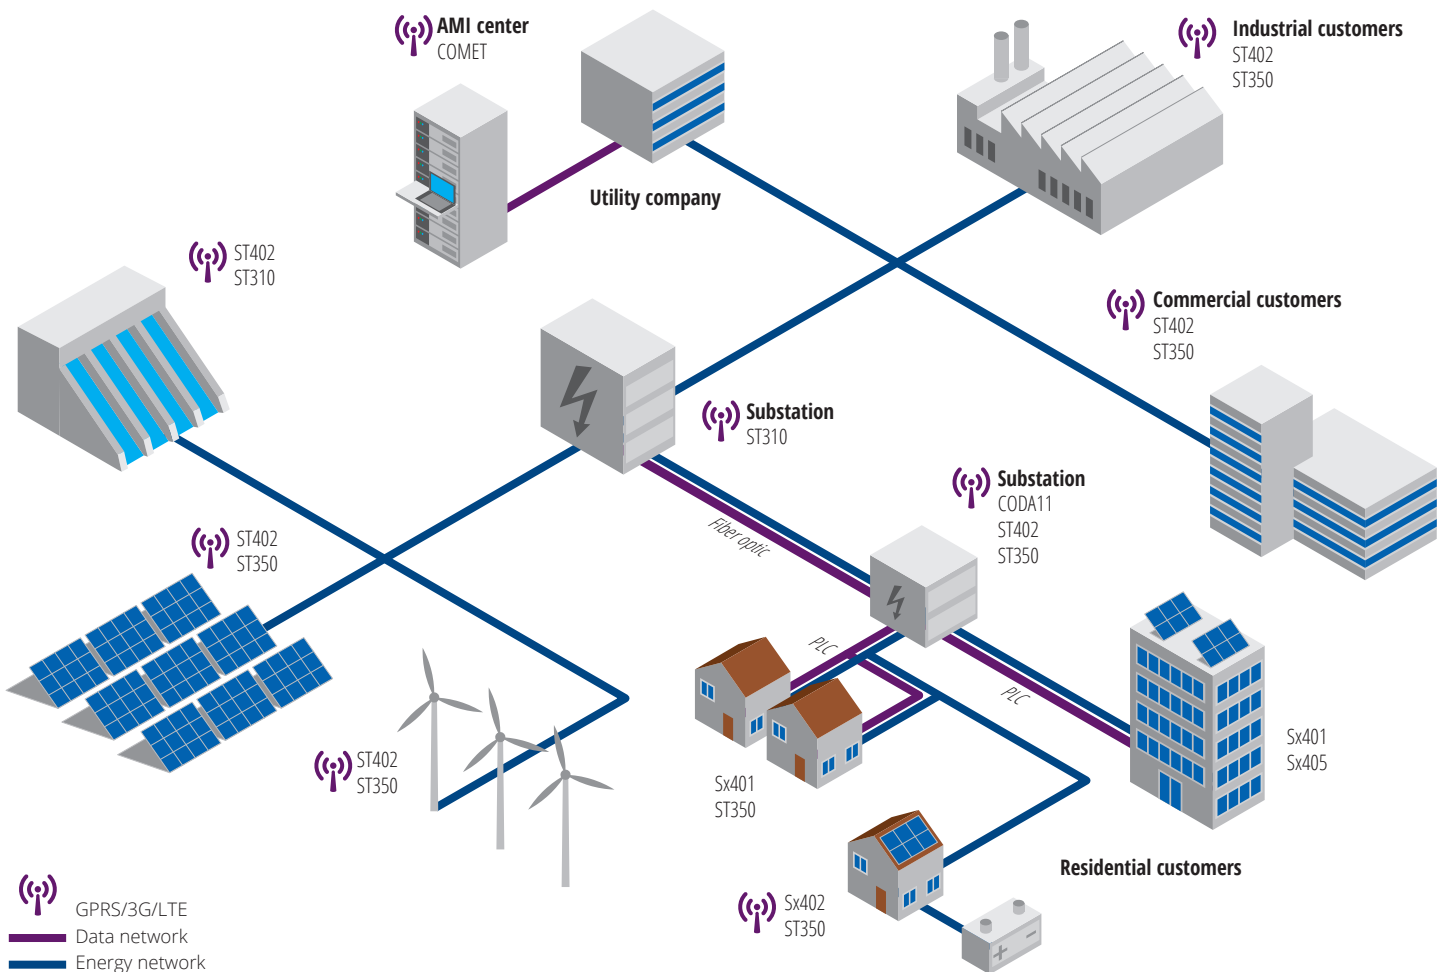 AMI center
COMET
Industrial customers
ST402
ST350
Utility company
ST402
ST310
Commercial customers
ST402
ST350
Substation
ST310
Substation
CODA11
ST402
ST350
Fiber optic
ST402
ST350
PLC
PLC
Sx401
Sx405
ST402
ST350
Sx401
ST350
Residential customers
Sx402
ST350
GPRS/3G/LTE
Data network
Energy network